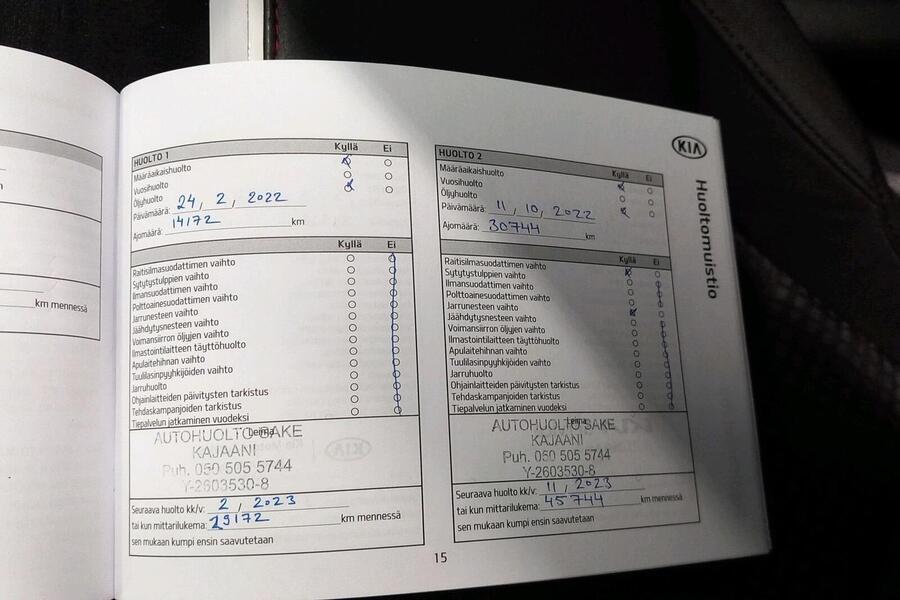 km mennessä
HUOLTO 1 Kyllä Ei
Määräaikaishuolto
Vuosihuolto
Öljyhuolto
Päivämäärä: 24, 2, 2022
Ajomäärä: 14172 km
Kyllä Ei
Raitisilmasuodattimen vaihto
Sytytystulppien vaihto
Ilmansuodattimen vaihto
Polttoainesuodattimen vaihto
Jarrunesteen vaihto
Jäähdytysnesteen vaihto
Voimansiirron öljyjen vaihto
Ilmastointilaitteen täyttöhuolto
Apulaitehihnan vaihto
Tuulilasinpyyhkijöiden vaihto
Jarruhuolto
Ohjainlaitteiden päivitysten tarkistus
Tehdaskampanjoiden tarkistus
Tiepalvelun jatkaminen vuodeksi
Leima
AUTOHUOLTO SAKE
KAJAANI
Puh. 050 505 5744
Y-2603530-8
Seuraava huolto kk/v: 2, 2023
tai kun mittarilukema: 29172 km mennessä
sen mukaan kumpi ensin saavutetaan
HUOLTO 2 Kyllä Ei
Määräaikaishuolto
Vuosihuolto
Öljyhuolto
Päivämäärä: 11, 10, 2022
Ajomäärä: 30744 km
Kyllä Ei
Raitisilmasuodattimen vaihto
Sytytystulppien vaihto
Ilmansuodattimen vaihto
Polttoainesuodattimen vaihto
Jarrunesteen vaihto
Jäähdytysnesteen vaihto
Voimansiirron öljyjen vaihto
Ilmastointilaitteen täyttöhuolto
Apulaitehihnan vaihto
Tuulilasinpyyhkijöiden vaihto
Jarruhuolto
Ohjainlaitteiden päivitysten tarkistus
Tehdaskampanjoiden tarkistus
Tiepalvelun jatkaminen vuodeksi
Leima
AUTOHUOLTO SAKE
KAJAANI
Puh. 050 505 5744
Y-2603530-8
Seuraava huolto kk/v: 11, 2023
tai kun mittarilukema: 45744 km mennessä
sen mukaan kumpi ensin saavutetaan
KIA
Huoltomuistio
15